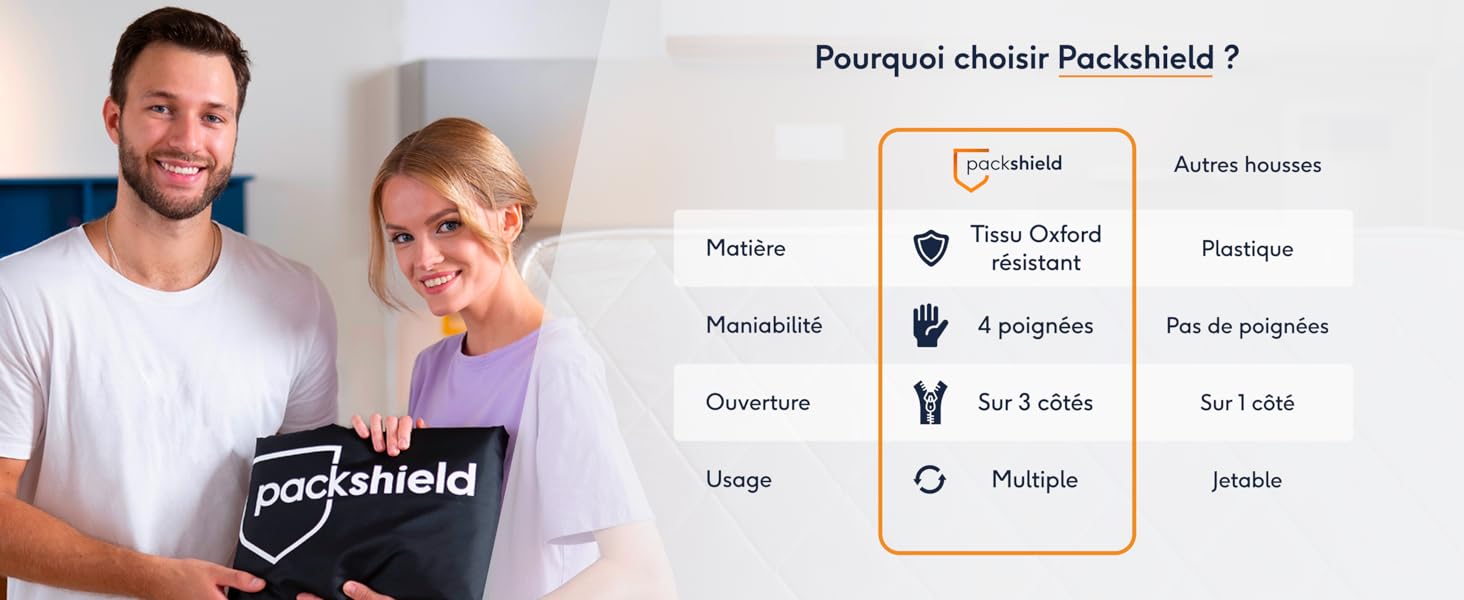 Pourquoi choisir Packshield ?
packshield
Autres housses
Matière
Tissu Oxford
résistant
Plastique
Maniabilité
4 poignées
Pas de poignées
Ouverture
Sur 3 côtés
Sur 1 côté
Usage
Multiple
Jetable
packshield